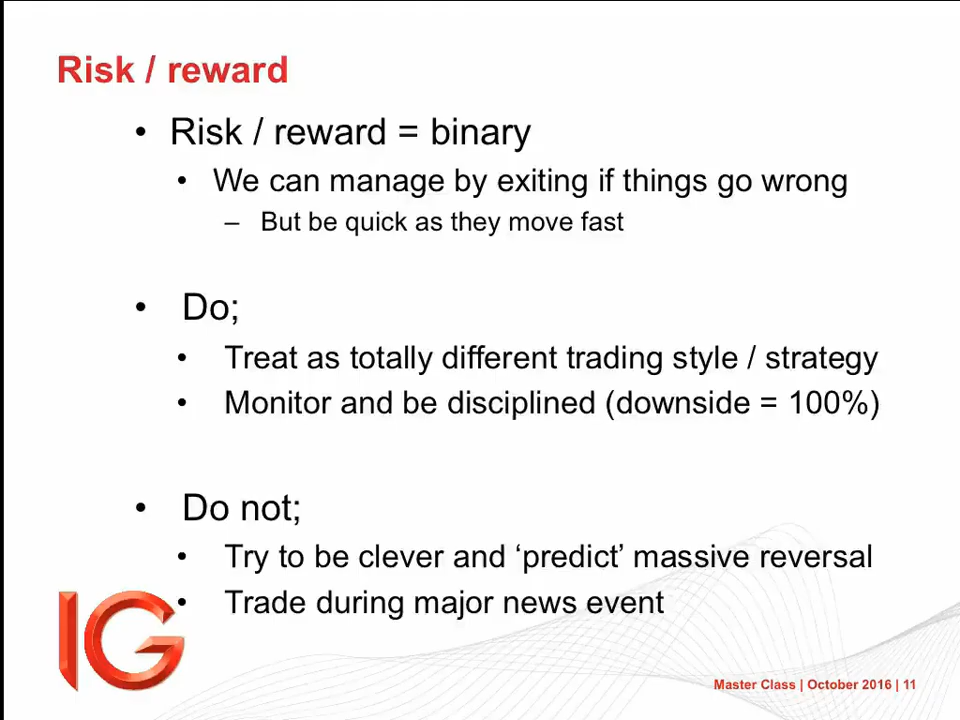 Risk / reward
• Risk / reward = binary
• We can manage by exiting if things go wrong
– But be quick as they move fast
• Do;
• Treat as totally different trading style / strategy
• Monitor and be disciplined (downside = 100%)
• Do not;
• Try to be clever and ‘predict’ massive reversal
• Trade during major news event
IG
Master Class | October 2016 | 11